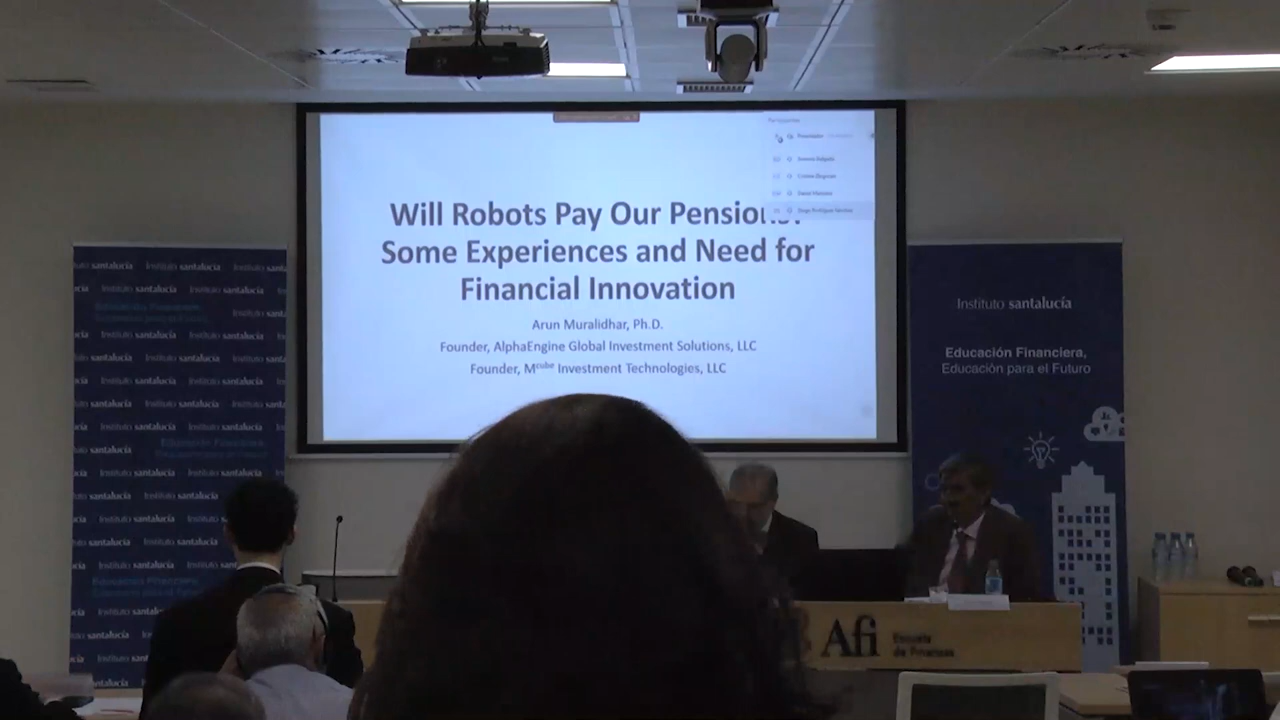 Will Robots Pay Our Pensions?
Some Experiences and Need for
Financial Innovation
Arun Muralidhar, Ph.D.
Founder, AlphaEngine Global Investment Solutions, LLC
Founder, Mcube Investment Technologies, LLC
Instituto santalucía
Educación Financiera,
Educación para el Futuro
Instituto santalucía
Afi
Escuela
de Finanzas